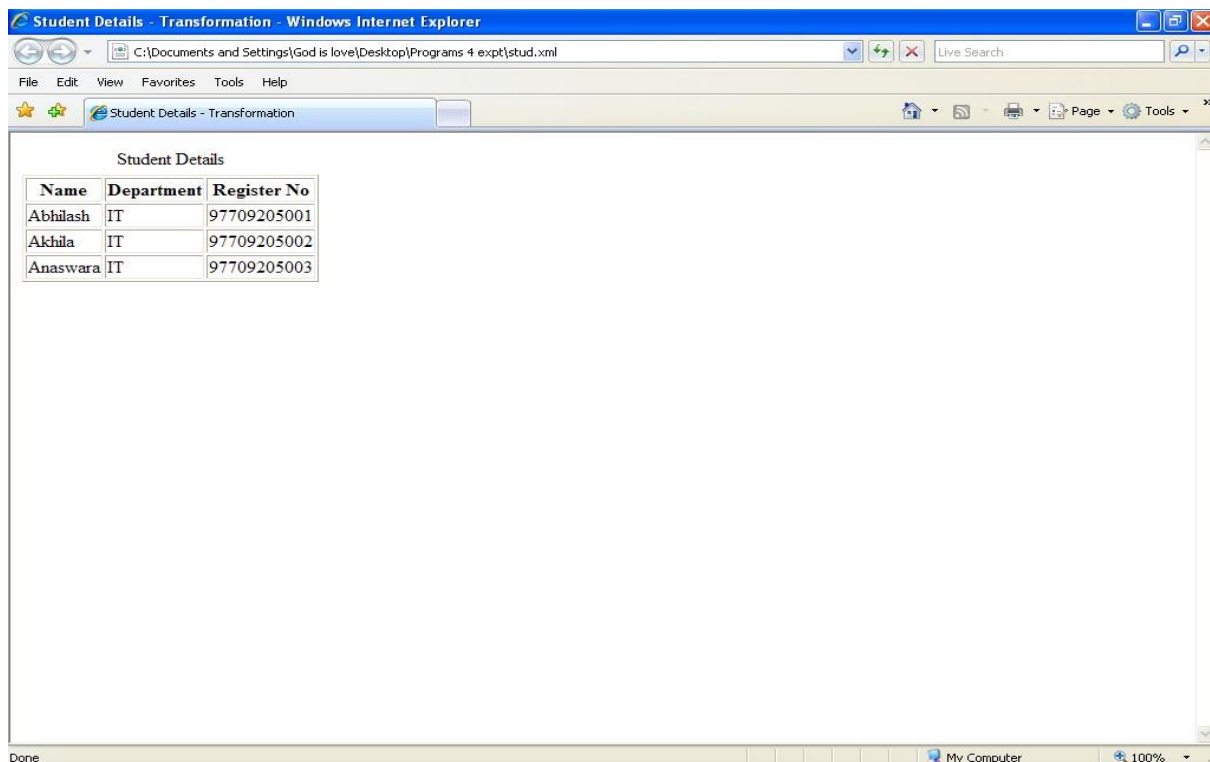 Student Details - Transformation - Windows Internet Explorer
C:\Documents and Settings\God is love\Desktop\Programs 4 expt\stud.xml Live Search
File Edit View Favorites Tools Help
Student Details - Transformation Page Tools
Student Details
Name Department Register No
Abhilash IT 97709205001
Akhila IT 97709205002
Anaswara IT 97709205003
Done My Computer 100%